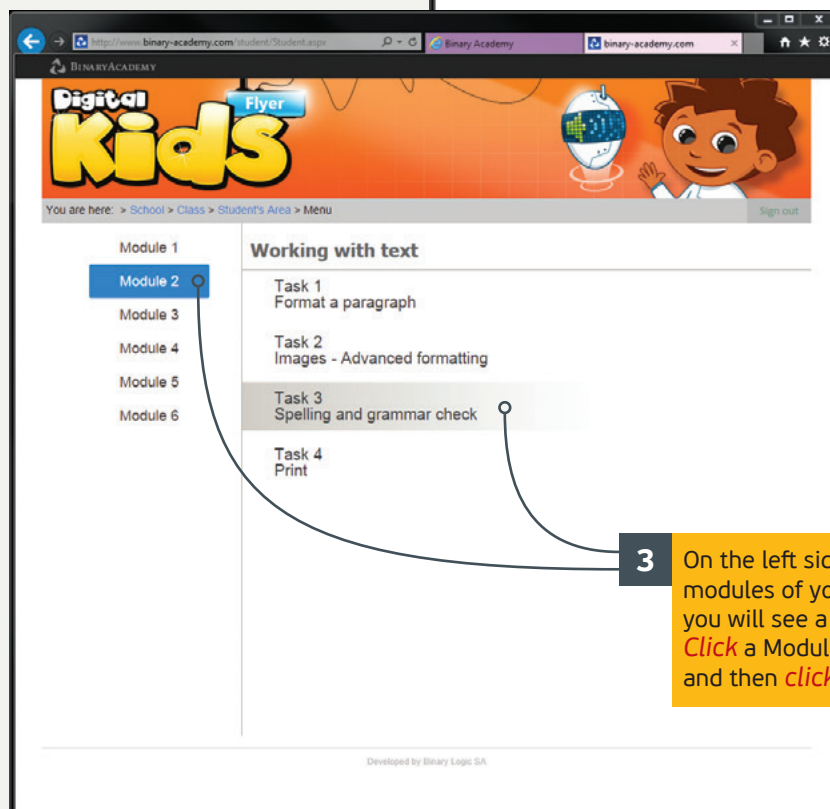 http://www.binary-academy.com/student/Student.aspx
Binary Academy
binary-academy.com
BINARYACADEMY
Digital
Kids
Flyer
You are here: > School > Class > Student's Area > Menu
Sign out
Module 1
Module 2
Module 3
Module 4
Module 5
Module 6
Working with text
Task 1
Format a paragraph
Task 2
Images - Advanced formatting
Task 3
Spelling and grammar check
Task 4
Print
3
On the left
modules of
you will see a
Click a
and then
Developed by Binary Logic SA